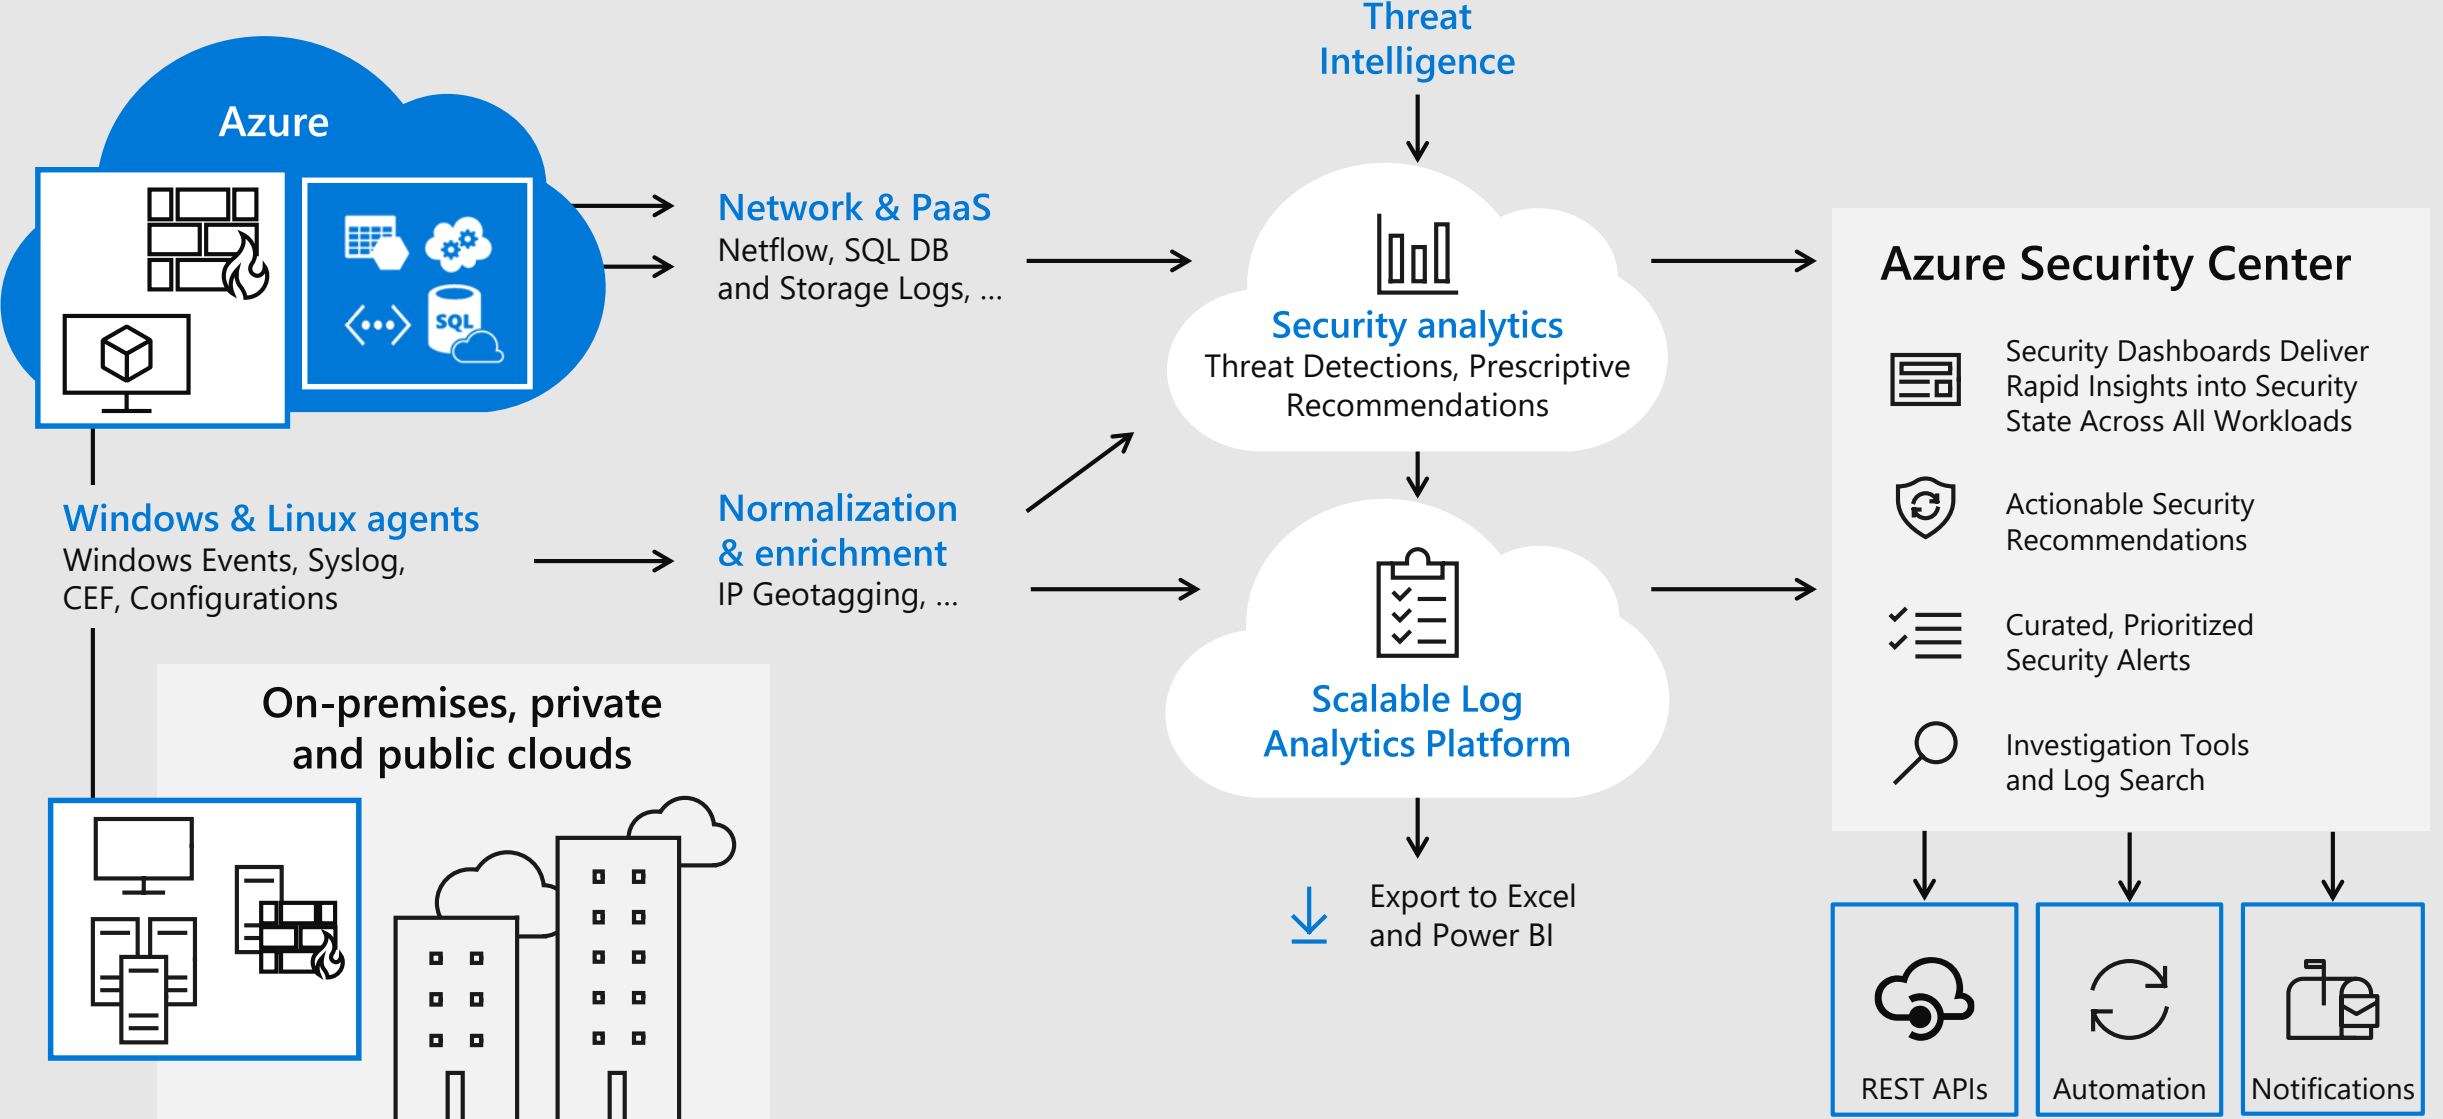 Threat
Intelligence
Azure
SQL
Network & PaaS
Netflow, SQL DB
and Storage Logs, ...
Security analytics
Threat Detections, Prescriptive
Recommendations
Azure Security Center
Security Dashboards Deliver
Rapid Insights into Security
State Across All Workloads
Actionable Security
Recommendations
Curated, Prioritized
Security Alerts
Investigation Tools
and Log Search
Windows & Linux agents
Windows Events, Syslog,
CEF, Configurations
Normalization
& enrichment
IP Geotagging, ...
Scalable Log
Analytics Platform
On-premises, private
and public clouds
Export to Excel
and Power BI
REST APIs
Automation
Notifications